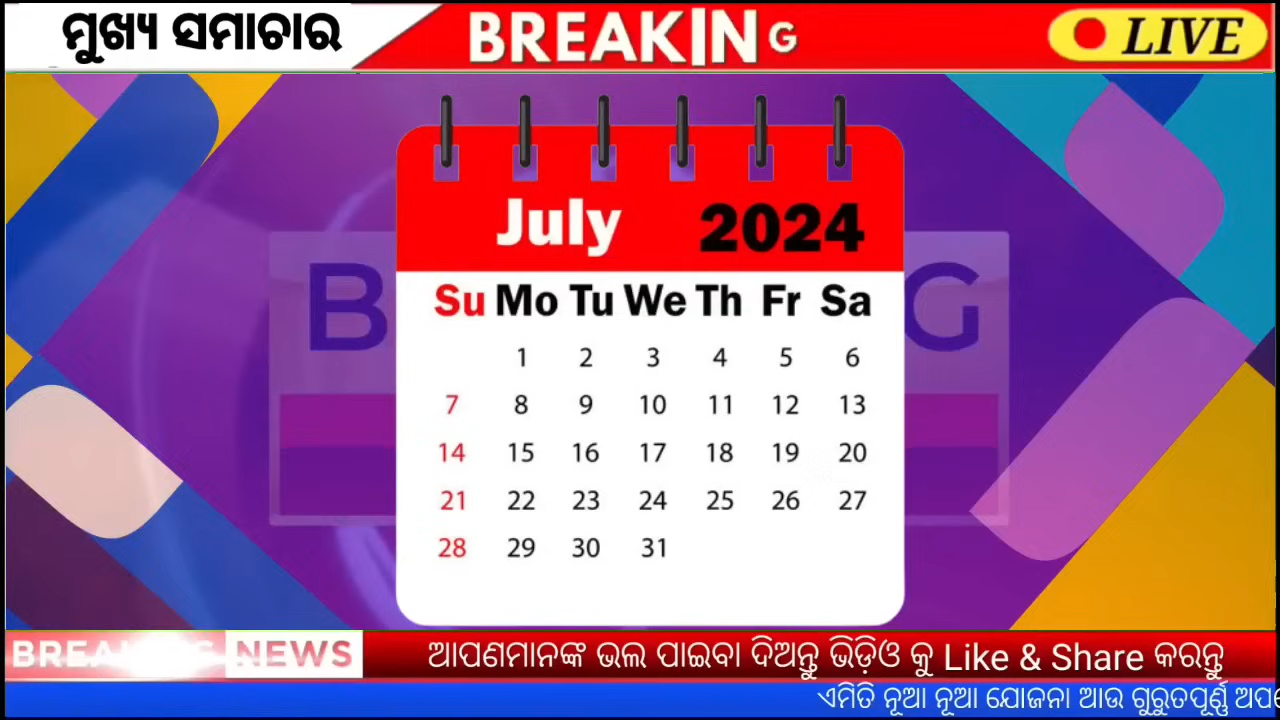 ମୁଖ୍ୟ ସମାଚାର
BREAKING
LIVE
July 2024
Su Mo Tu We Th Fr Sa
1 2 3 4 5 6
7 8 9 10 11 12 13
14 15 16 17 18 19 20
21 22 23 24 25 26 27
28 29 30 31
BREAKING NEWS
ଆପଣମାନଙ୍କ ଭଲ ପାଇବା ଦିଅନ୍ତୁ ଭିଡ଼ିଓ କୁ Like & Share କରନ୍ତୁ
ଏମିତି ନୂଆ ନୂଆ ଯୋଜନା ଆଉ ଗୁରୁତପୂର୍ଣ୍ଣ